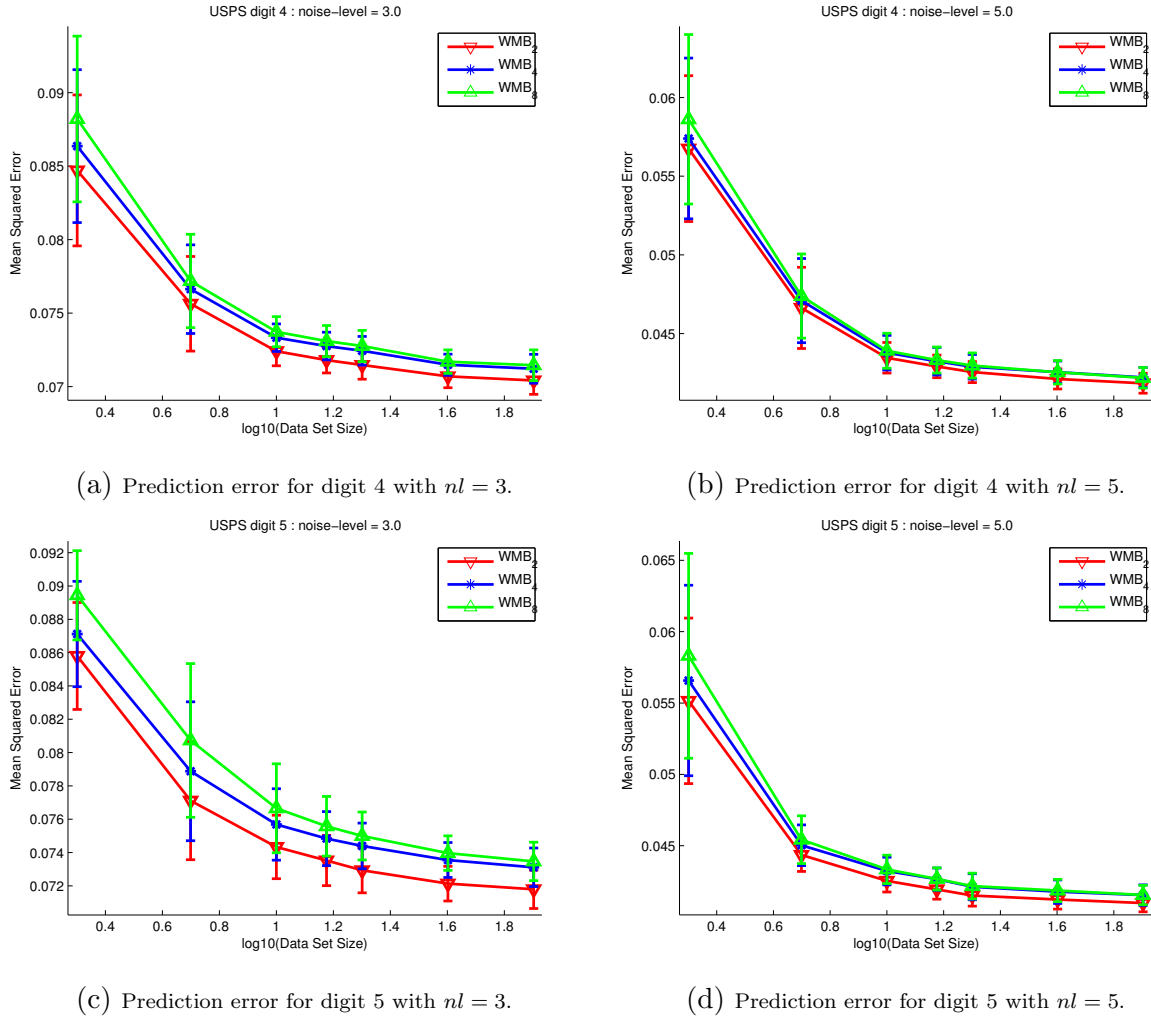 USPS digit 4 : noise−level = 3.0
WMB2
WMB4
WMB8
0.09
0.085
0.08
0.075
0.07
Mean Squared Error
0.4 0.6 0.8 1 1.2 1.4 1.6 1.8
log10(Data Set Size)
(a) Prediction error for digit 4 with nl = 3.
USPS digit 4 : noise−level = 5.0
WMB2
WMB4
WMB8
0.06
0.055
0.05
0.045
Mean Squared Error
0.4 0.6 0.8 1 1.2 1.4 1.6 1.8
log10(Data Set Size)
(b) Prediction error for digit 4 with nl = 5.
USPS digit 5 : noise−level = 3.0
WMB2
WMB4
WMB8
0.092
0.09
0.088
0.086
0.084
0.082
0.08
0.078
0.076
0.074
0.072
Mean Squared Error
0.4 0.6 0.8 1 1.2 1.4 1.6 1.8
log10(Data Set Size)
(c) Prediction error for digit 5 with nl = 3.
USPS digit 5 : noise−level = 5.0
WMB2
WMB4
WMB8
0.065
0.06
0.055
0.05
0.045
Mean Squared Error
0.4 0.6 0.8 1 1.2 1.4 1.6 1.8
log10(Data Set Size)
(d) Prediction error for digit 5 with nl = 5.